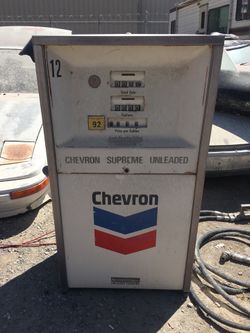 12
Total Sale
Gallons
92
Price per Gallon
CHEVRON SUPREME UNLEADED
Chevron